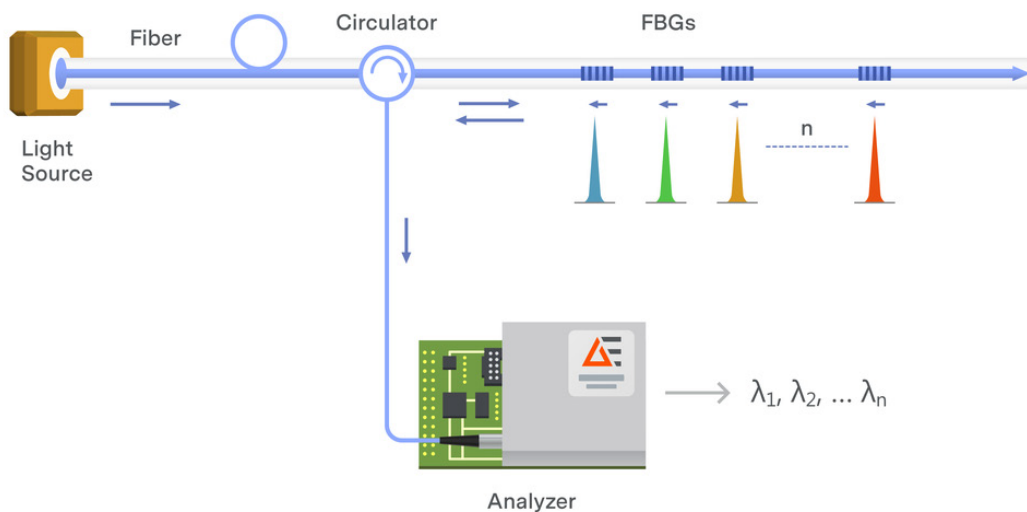 Fiber
Circulator
FBGs
Light
Source
n
λ1, λ2, ... λn
Analyzer